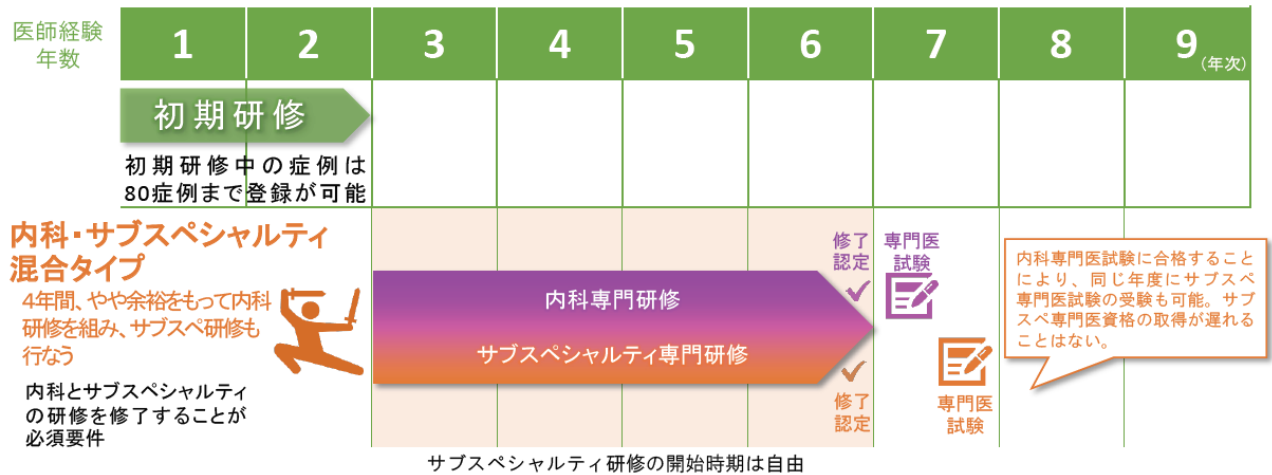 医師経験
年数
1 2 3 4 5 6 7 8 9
(年次)
初期研修
初期研修中の症例は
80症例まで登録が可能
内科・サブスペシャルティ
混合タイプ
4年間、やや余裕をもって内科
研修を組み、サブスペ研修も
行なう
内科とサブスペシャルティ
の研修を修了することが
必須要件
内科専門研修
サブスペシャルティ専門研修
修了
認定
修了
認定
専門医
試験
専門医
試験
内科専門医試験に合格すること
により、同じ年度にサブスペ
専門医試験の受験も可能。サブ
スペ専門医資格の取得が遅れる
ことはない。
サブスペシャルティ研修の開始時期は自由